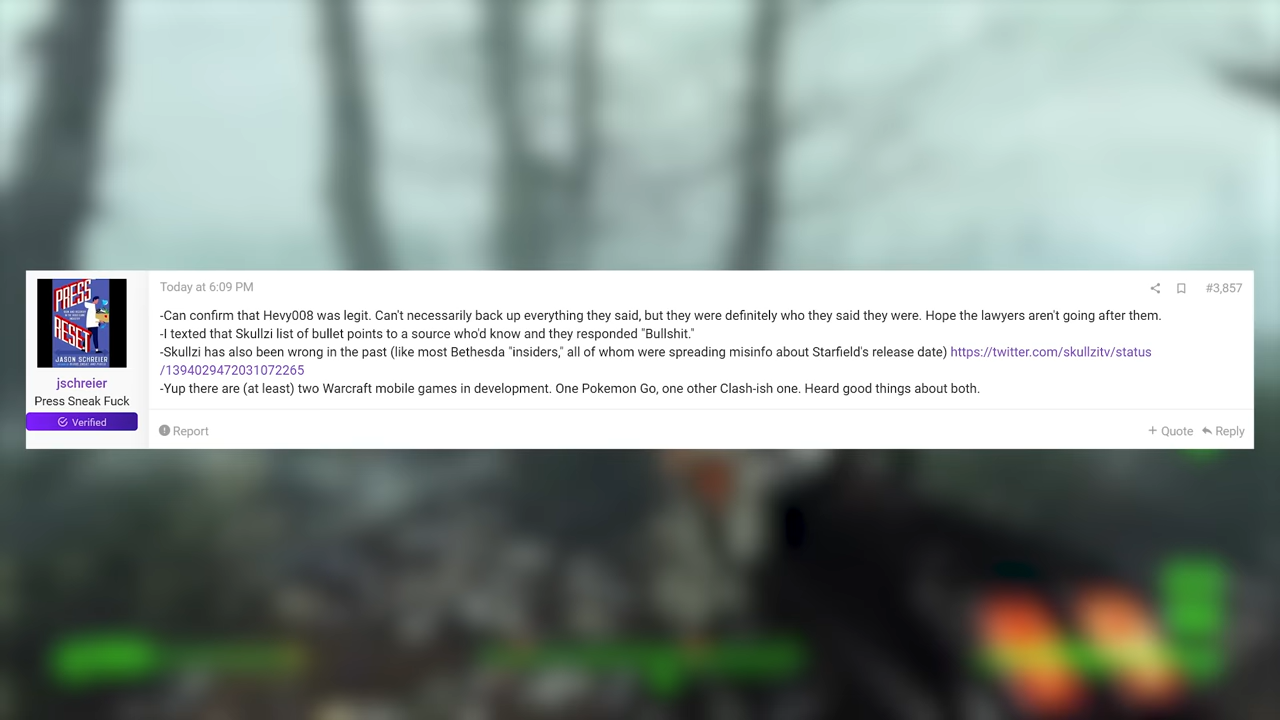 PRESS
RESET
JASON SCHREIER
jschreier
Press Sneak Fuck
Verified
Today at 6:09 PM
#3,857
-Can confirm that Hevy008 was legit. Can't necessarily back up everything they said, but they were definitely who they said they were. Hope the lawyers aren't going after them.
-I texted that Skullzi list of bullet points to a source who'd know and they responded "Bullshit."
-Skullzi has also been wrong in the past (like most Bethesda "insiders," all of whom were spreading misinfo about Starfield's release date) https://twitter.com/skullzitv/status
/1394029472031072265
-Yup there are (at least) two Warcraft mobile games in development. One Pokemon Go, one other Clash-ish one. Heard good things about both.
Report
+ Quote
Reply